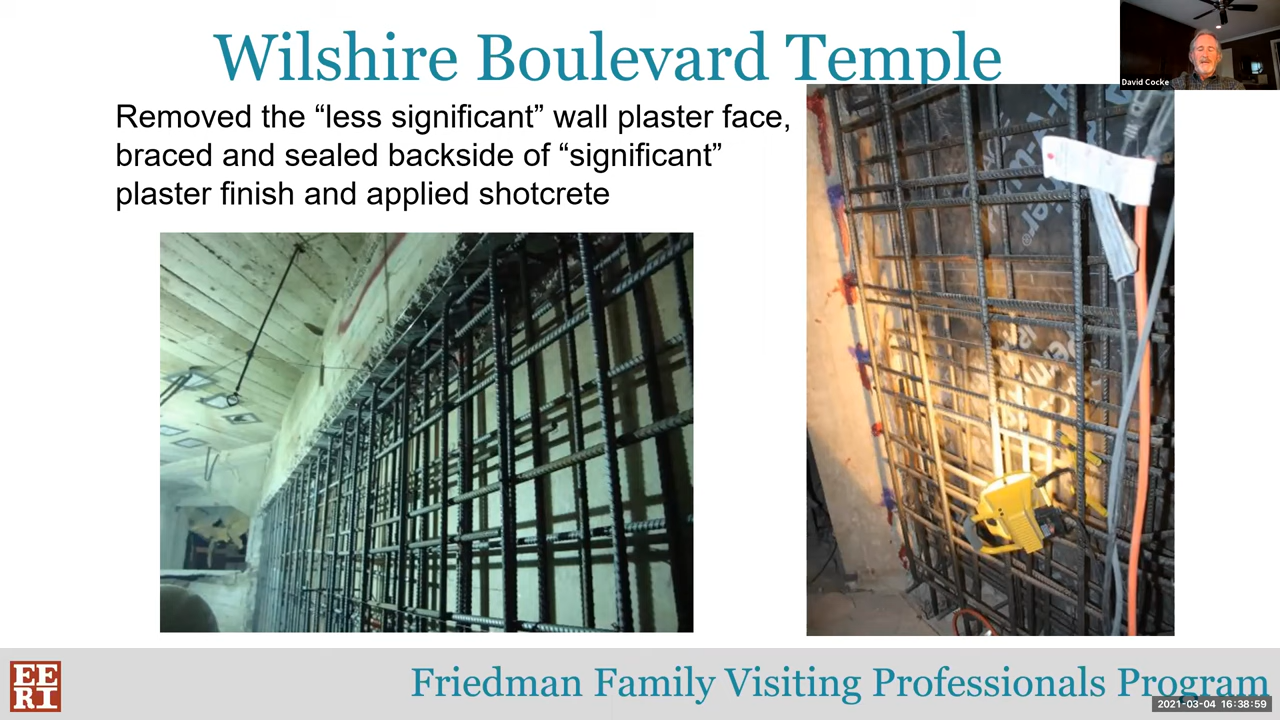 Wilshire Boulevard Temple
David Cocke
Removed the “less significant” wall plaster face,
braced and sealed backside of “significant”
plaster finish and applied shotcrete
EE
RI
Friedman Family Visiting Professionals Program
2021-03-04 16:38:59